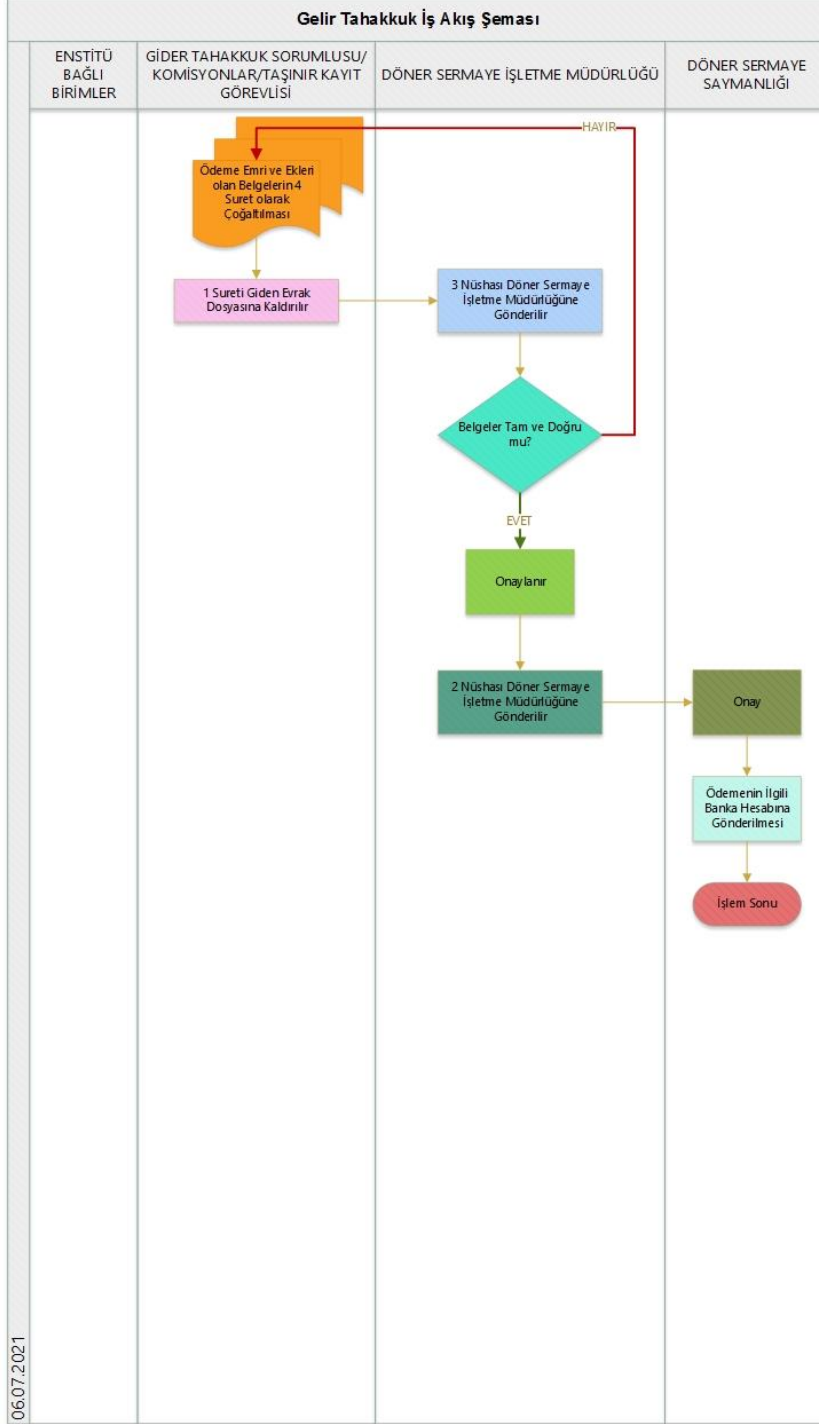 Gelir Tahakkuk İş Akış Şeması
ENSTİTÜ
BAĞLI
BİRİMLER
GİDER TAHAKKUK SORUMLUSU/
KOMİSYONLAR/TAŞINIR KAYIT
GÖREVLİSİ
DÖNER SERMAYE İŞLETME MÜDÜRLÜĞÜ
DÖNER SERMAYE
SAYMANLIĞI
HAYIR
Ödeme Emri ve Ekleri
olan Belgelerin 4
Suret olarak
Çoğaltılması
1 Sureti Giden Evrak
Dosyasına Kaldırılır
3 Nüshası Döner Sermaye
İşletme Müdürlüğüne
Gönderilir
Belgeler Tam ve Doğru
mu?
EVET
Onaylanır
2 Nüshası Döner Sermaye
İşletme Müdürlüğüne
Gönderilir
Onay
Ödemenin İlgili
Banka Hesabına
Gönderilmesi
İşlem Sonu
06.07.2021